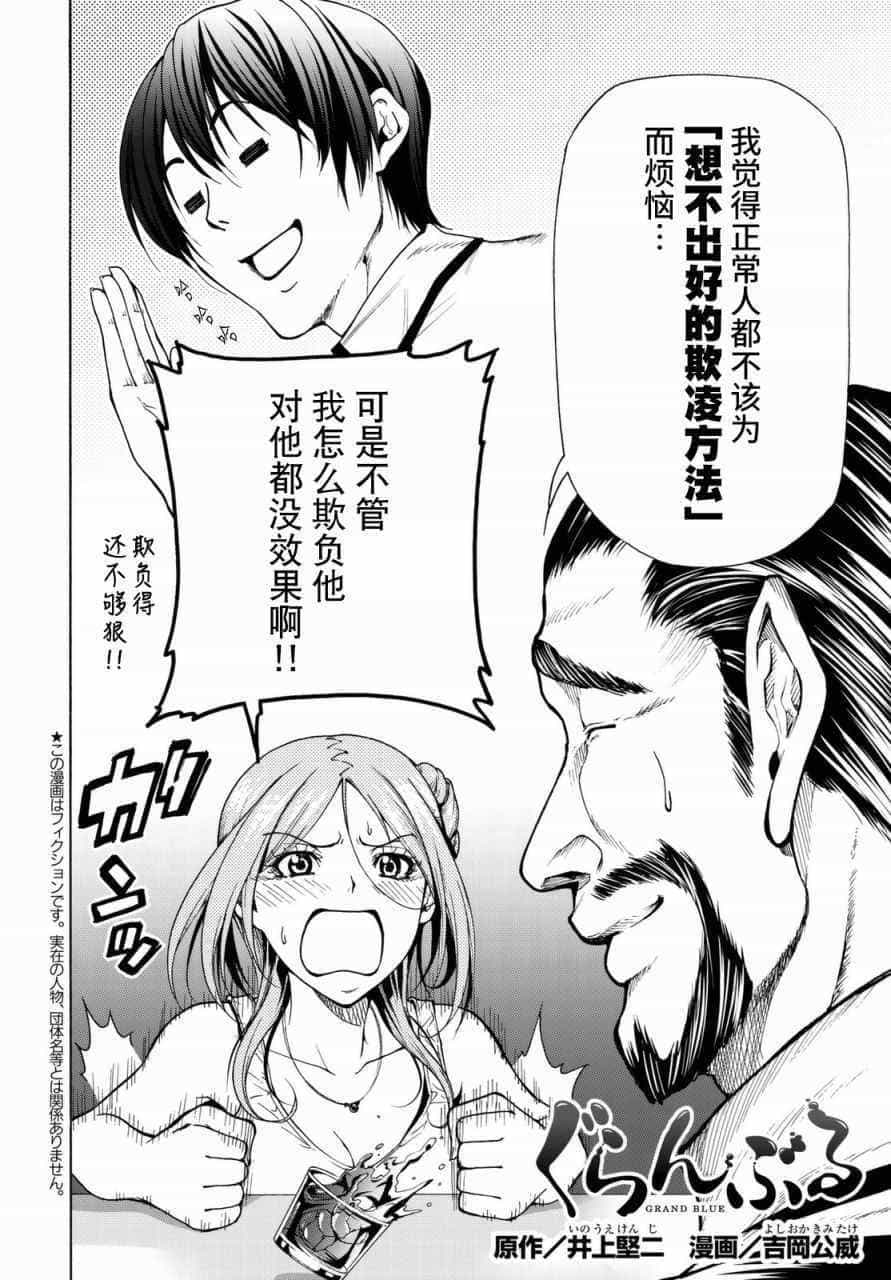 我觉得正常人都不该为
「想不出好的欺凌方法」
而烦恼…
可是不管
我怎么欺负他
对他都没效果啊!!
欺负得
还不够狠!!
ガタッ
★この漫画はフィクションです。実在の人物、団体名等とは関係ありません。
ぐらんぶる
GRAND BLUE
いのうえけんじ よしおかきみたけ
原作／井上堅二 漫画／吉岡公威